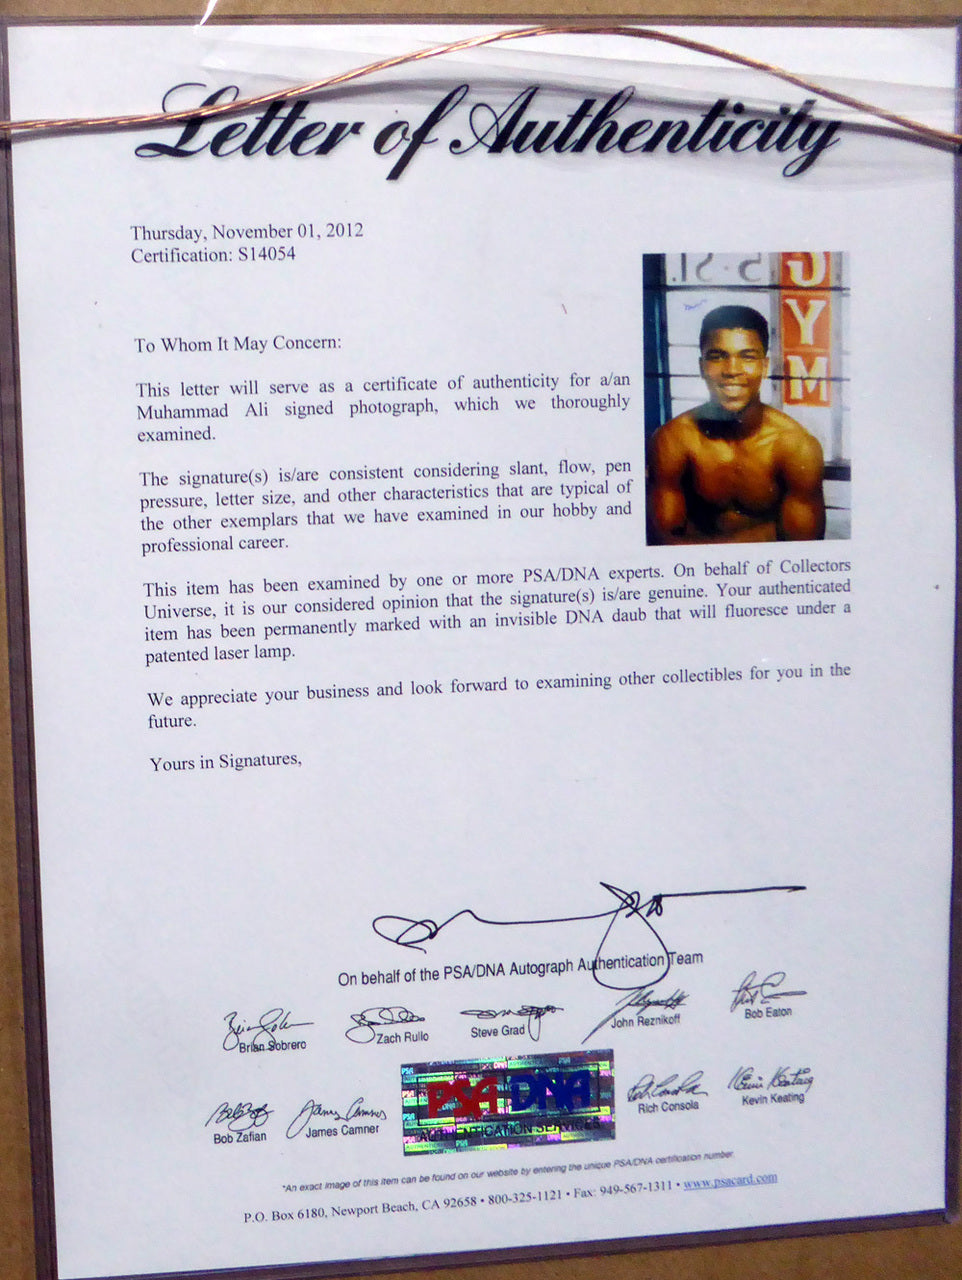 Letter of Authenticity
Thursday, November 01, 2012
Certification: S14054
GYM
To Whom It May Concern:
This letter will serve as a certificate of authenticity for a/an
Muhammad Ali signed photograph, which we thoroughly
examined.
The signature(s) is/are consistent considering slant, flow, pen
pressure, letter size, and other characteristics that are typical of
the other exemplars that we have examined in our hobby and
professional career.
This item has been examined by one or more PSA/DNA experts. On behalf of Collectors
Universe, it is our considered opinion that the signature(s) is/are genuine. Your authenticated
item has been permanently marked with an invisible DNA daub that will fluoresce under a
patented laser lamp.
We appreciate your business and look forward to examining other collectibles for you in the
future.
Yours in Signatures,
On behalf of the PSA/DNA Autograph Authentication Team
Brian Sobrero
Zach Rullo
Steve Grad
John Reznikoff
Bob Eaton
Bob Zafian
James Camner
PSA DNA
AUTHENTICATION SERVICES
Rich Consola
Kevin Keating
*An exact image of this item can be found on our website by entering the unique PSA/DNA certification number.
P.O. Box 6180, Newport Beach, CA 92658 • 800-325-1121 • Fax: 949-567-1311 • www.psacard.com